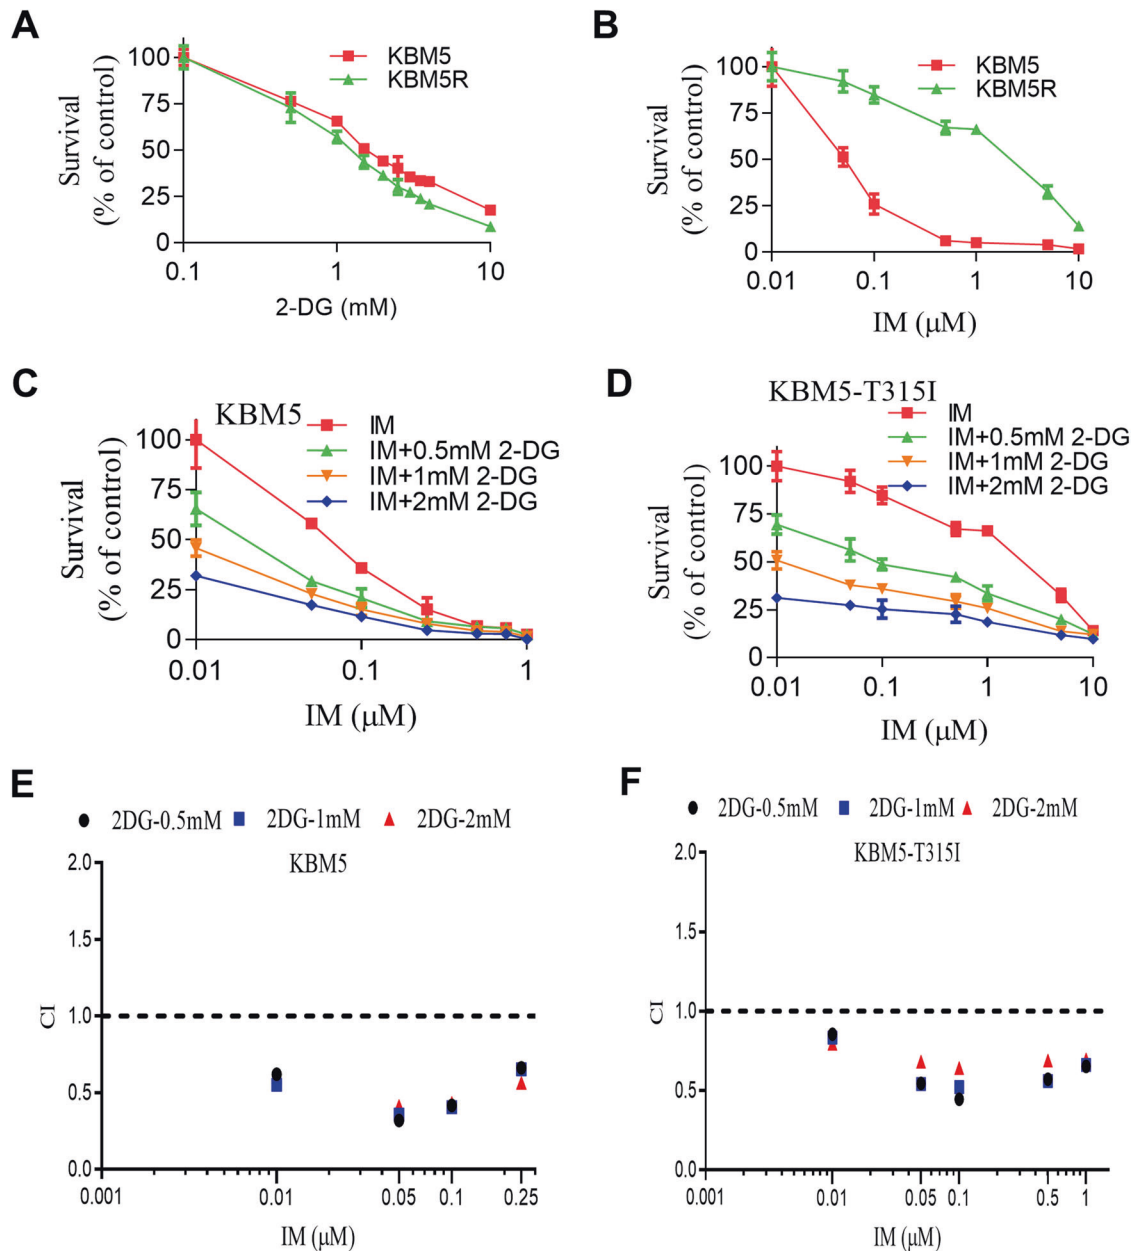 A
Survival
(% of control)
100
75
50
25
0
KBM5
KBM5R
0.1
1
10
2-DG (mM)
B
Survival
(% of control)
100
75
50
25
0
KBM5
KBM5R
0.01
0.1
1
10
IM (μM)
C
KBM5
Survival
(% of control)
100
75
50
25
0
IM
IM+0.5mM 2-DG
IM+1mM 2-DG
IM+2mM 2-DG
0.01
0.1
1
IM (μM)
D
KBM5-T315I
Survival
(% of control)
100
75
50
25
0
IM
IM+0.5mM 2-DG
IM+1mM 2-DG
IM+2mM 2-DG
0.01
0.1
1
10
IM (μM)
E
2DG-0.5mM
2DG-1mM
2DG-2mM
KBM5
CI
2.0
1.5
1.0
0.5
0.0
0.001
0.01
0.05
0.1
0.25
IM (μM)
F
2DG-0.5mM
2DG-1mM
2DG-2mM
KBM5-T315I
CI
2.0
1.5
1.0
0.5
0.0
0.001
0.01
0.05
0.1
0.5
1
IM (μM)